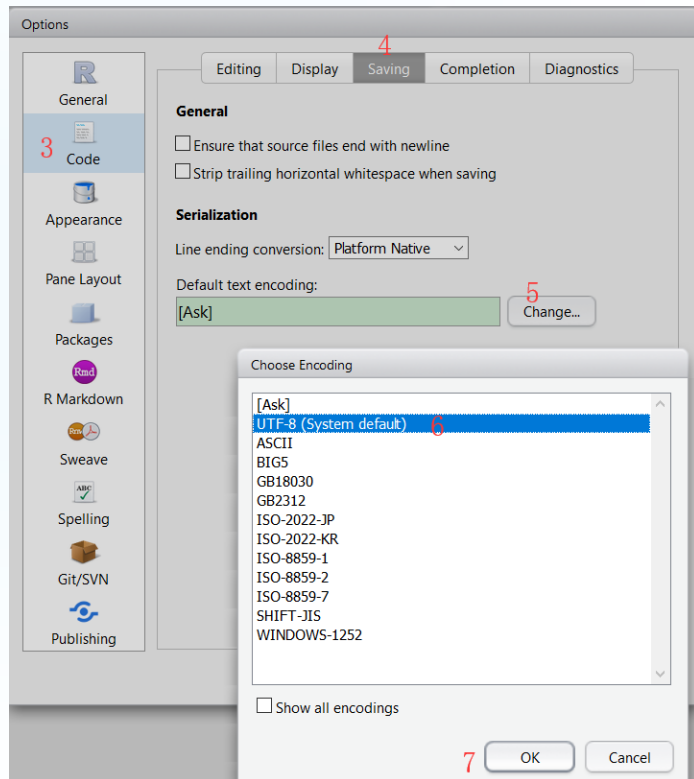 Options
General
3 Code
Appearance
Pane Layout
Packages
Rmd
R Markdown
Rnv
Sweave
ABC
Spelling
Git/SVN
Publishing
4
Editing Display Saving Completion Diagnostics
General
Ensure that source files end with newline
Strip trailing horizontal whitespace when saving
Serialization
Line ending conversion: Platform Native
Default text encoding:
5
[Ask] Change...
Choose Encoding
[Ask]
UTF-8 (System default) 6
ASCII
BIG5
GB18030
GB2312
ISO-2022-JP
ISO-2022-KR
ISO-8859-1
ISO-8859-2
ISO-8859-7
SHIFT-JIS
WINDOWS-1252
Show all encodings
7 OK Cancel